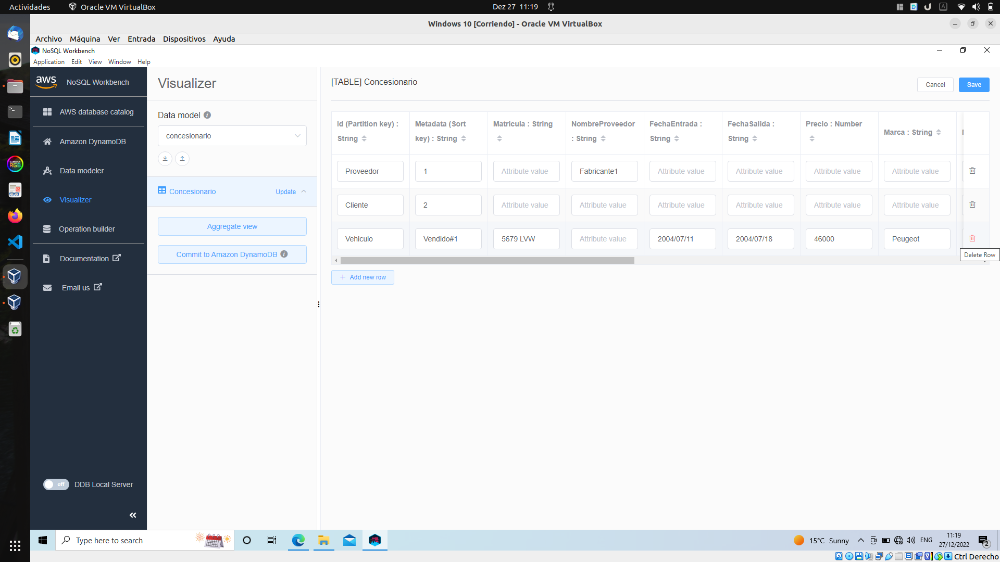 Actividades
Oracle VM VirtualBox
Dez 27 11:19
A
Windows 10 [Corriendo] - Oracle VM VirtualBox
Archivo Máquina Ver Entrada Dispositivos Ayuda
NoSQL Workbench
Application Edit View Window Help
aws NoSQL Workbench
AWS database catalog
Amazon DynamoDB
Data modeler
Visualizer
Operation builder
Documentation
Email us
off DDB Local Server
Visualizer
Data model
concesionario
Concesionario Update
Aggregate view
Commit to Amazon DynamoDB
[TABLE] Concesionario
Cancel Save
Id (Partition key) : String
Metadata (Sort key) : String
Matricula : String
NombreProveedor : String
FechaEntrada : String
FechaSalida : String
Precio : Number
Marca : String
Proveedor 1 Attribute value Fabricante1 Attribute value Attribute value Attribute value Attribute value
Cliente 2 Attribute value Attribute value Attribute value Attribute value Attribute value Attribute value
Vehiculo Vendido#1 5679 LVW Attribute value 2004/07/11 2004/07/18 46000 Peugeot
Delete Row
+ Add new row
Type here to search
15°C Sunny
ENG
11:19
27/12/2022
2
Ctrl Derecho